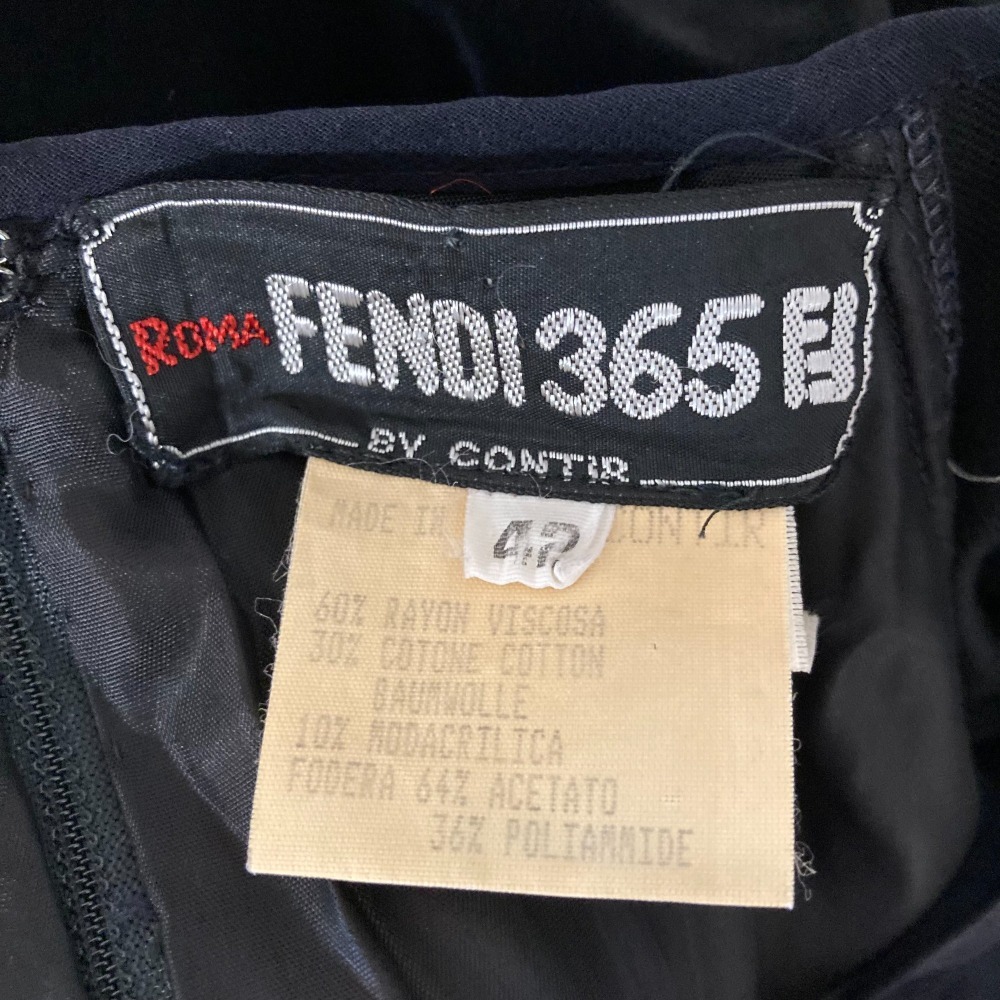 ROMA FENDI 365
BY CONTIR
MADE IN CONTIR
42
60% RAYON VISCOSA
30% COTONE COTTON
BAUMWOLLE
10% MODACRILICA
FODERA 64% ACETATO
36% POLIAMMIDE